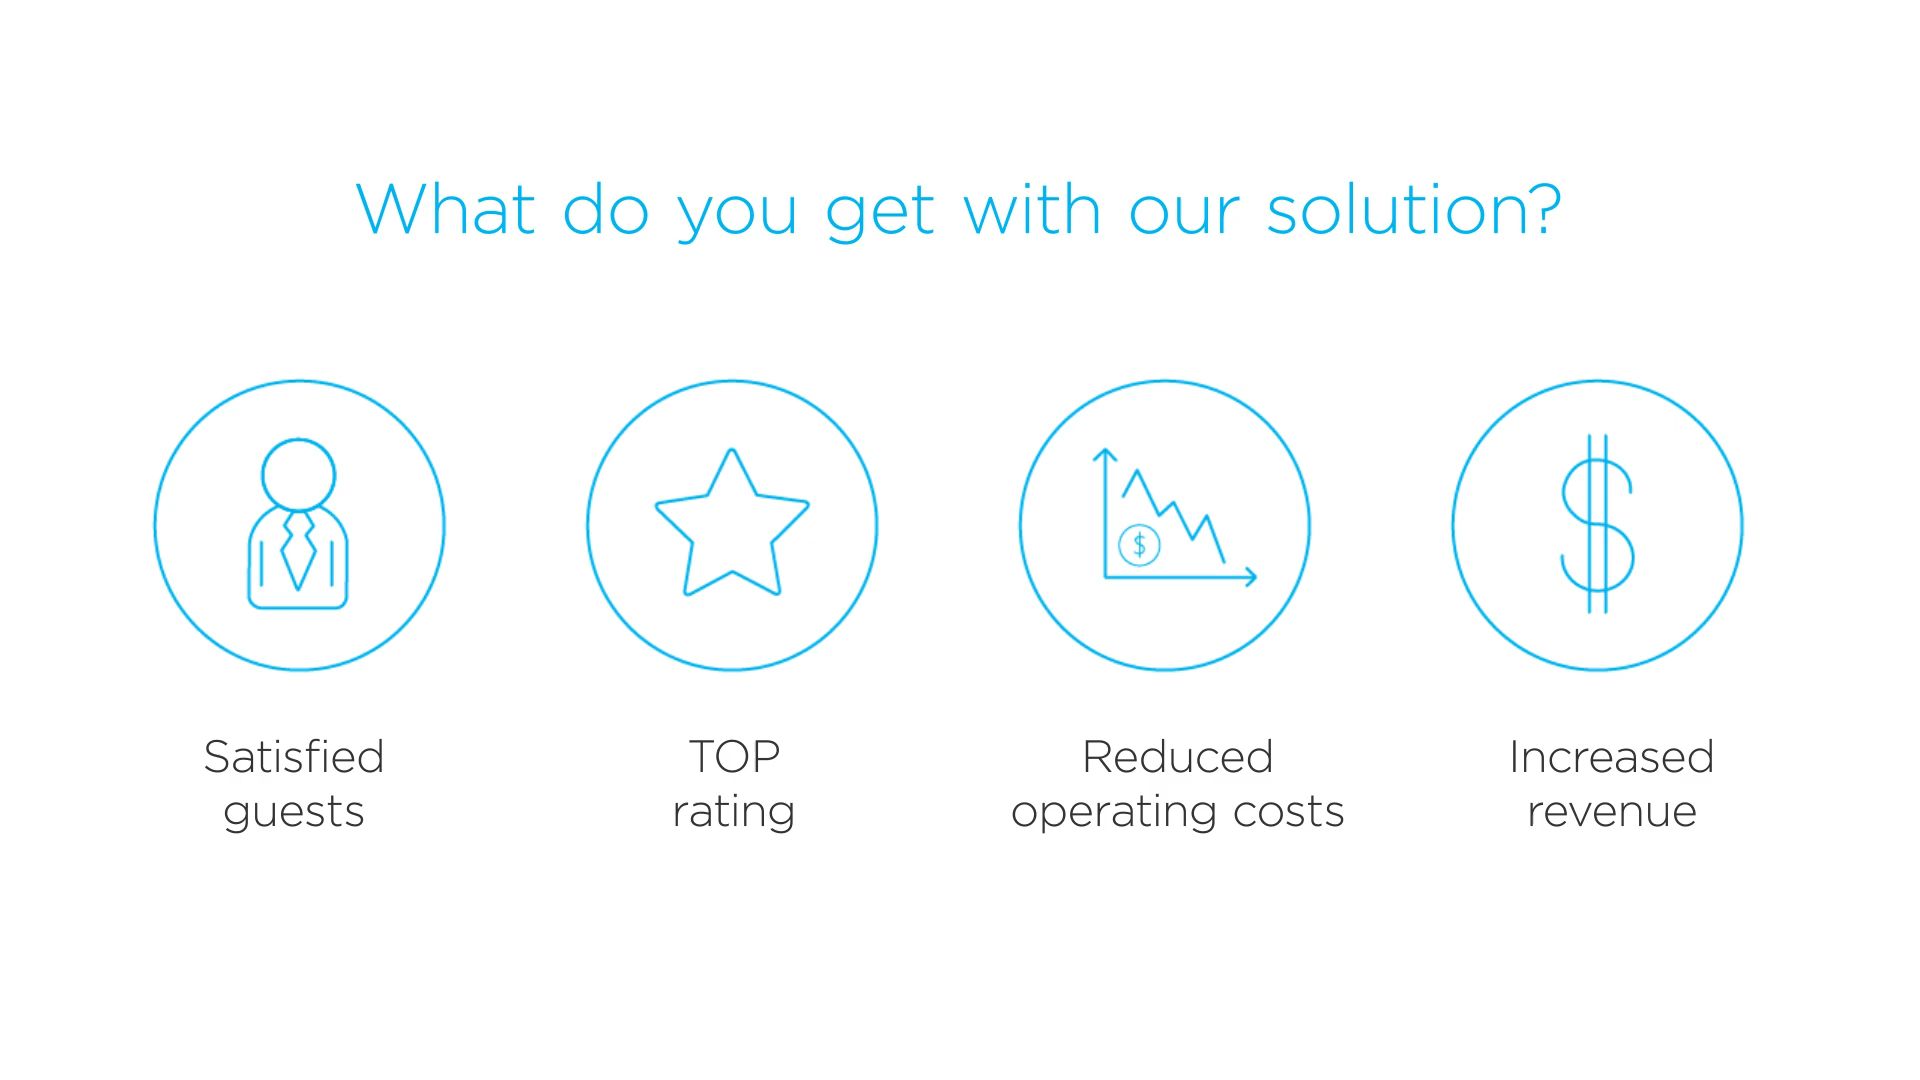 What do you get with our solution?
$
Satisfied
guests
TOP
rating
Reduced
operating costs
Increased
revenue